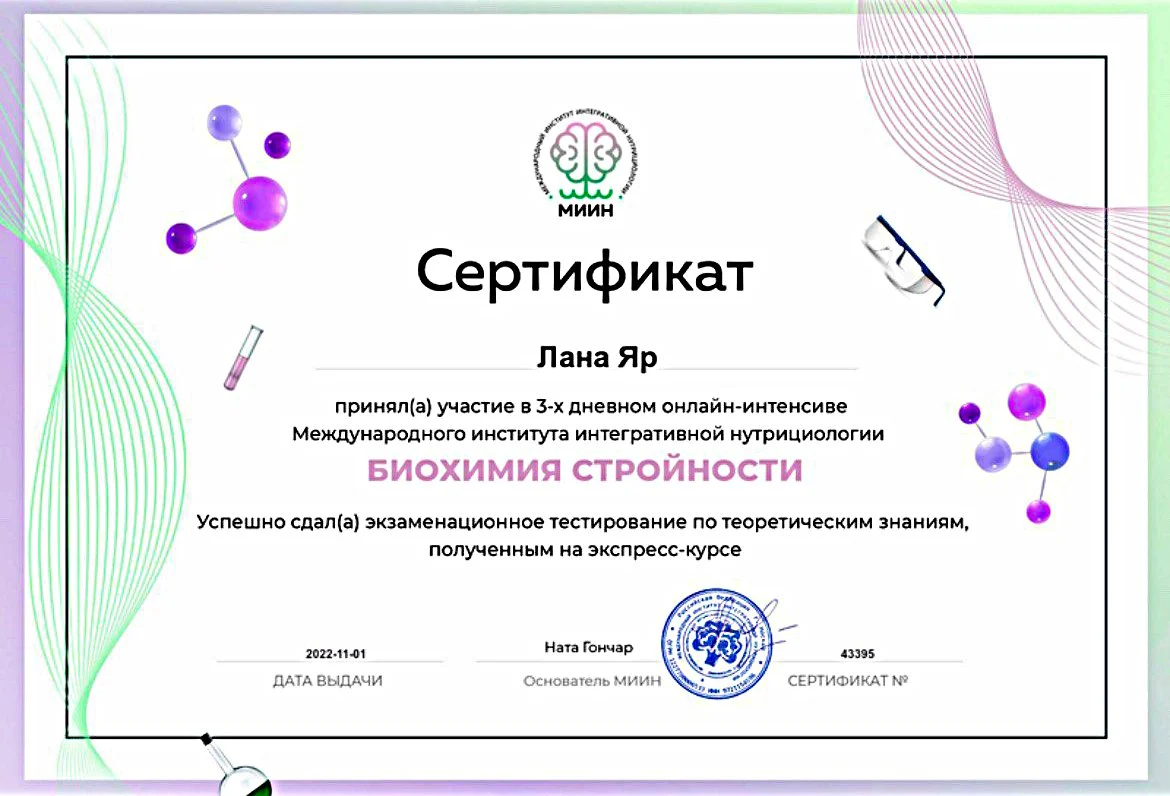 МЕЖДУНАРОДНЫЙ ИНСТИТУТ ИНТЕГРАТИВНОЙ НУТРИЦИОЛОГИИ
МИИН
Сертификат
Лана Яр
принял(а) участие в 3-х дневном онлайн-интенсиве
Международного института интегративной нутрициологии
БИОХИМИЯ СТРОЙНОСТИ
Успешно сдал(а) экзаменационное тестирование по теоретическим знаниям,
полученным на экспресс-курсе
2022-11-01
ДАТА ВЫДАЧИ
Ната Гончар
Основатель МИИН
Российская Федерация
43395
СЕРТИФИКАТ №